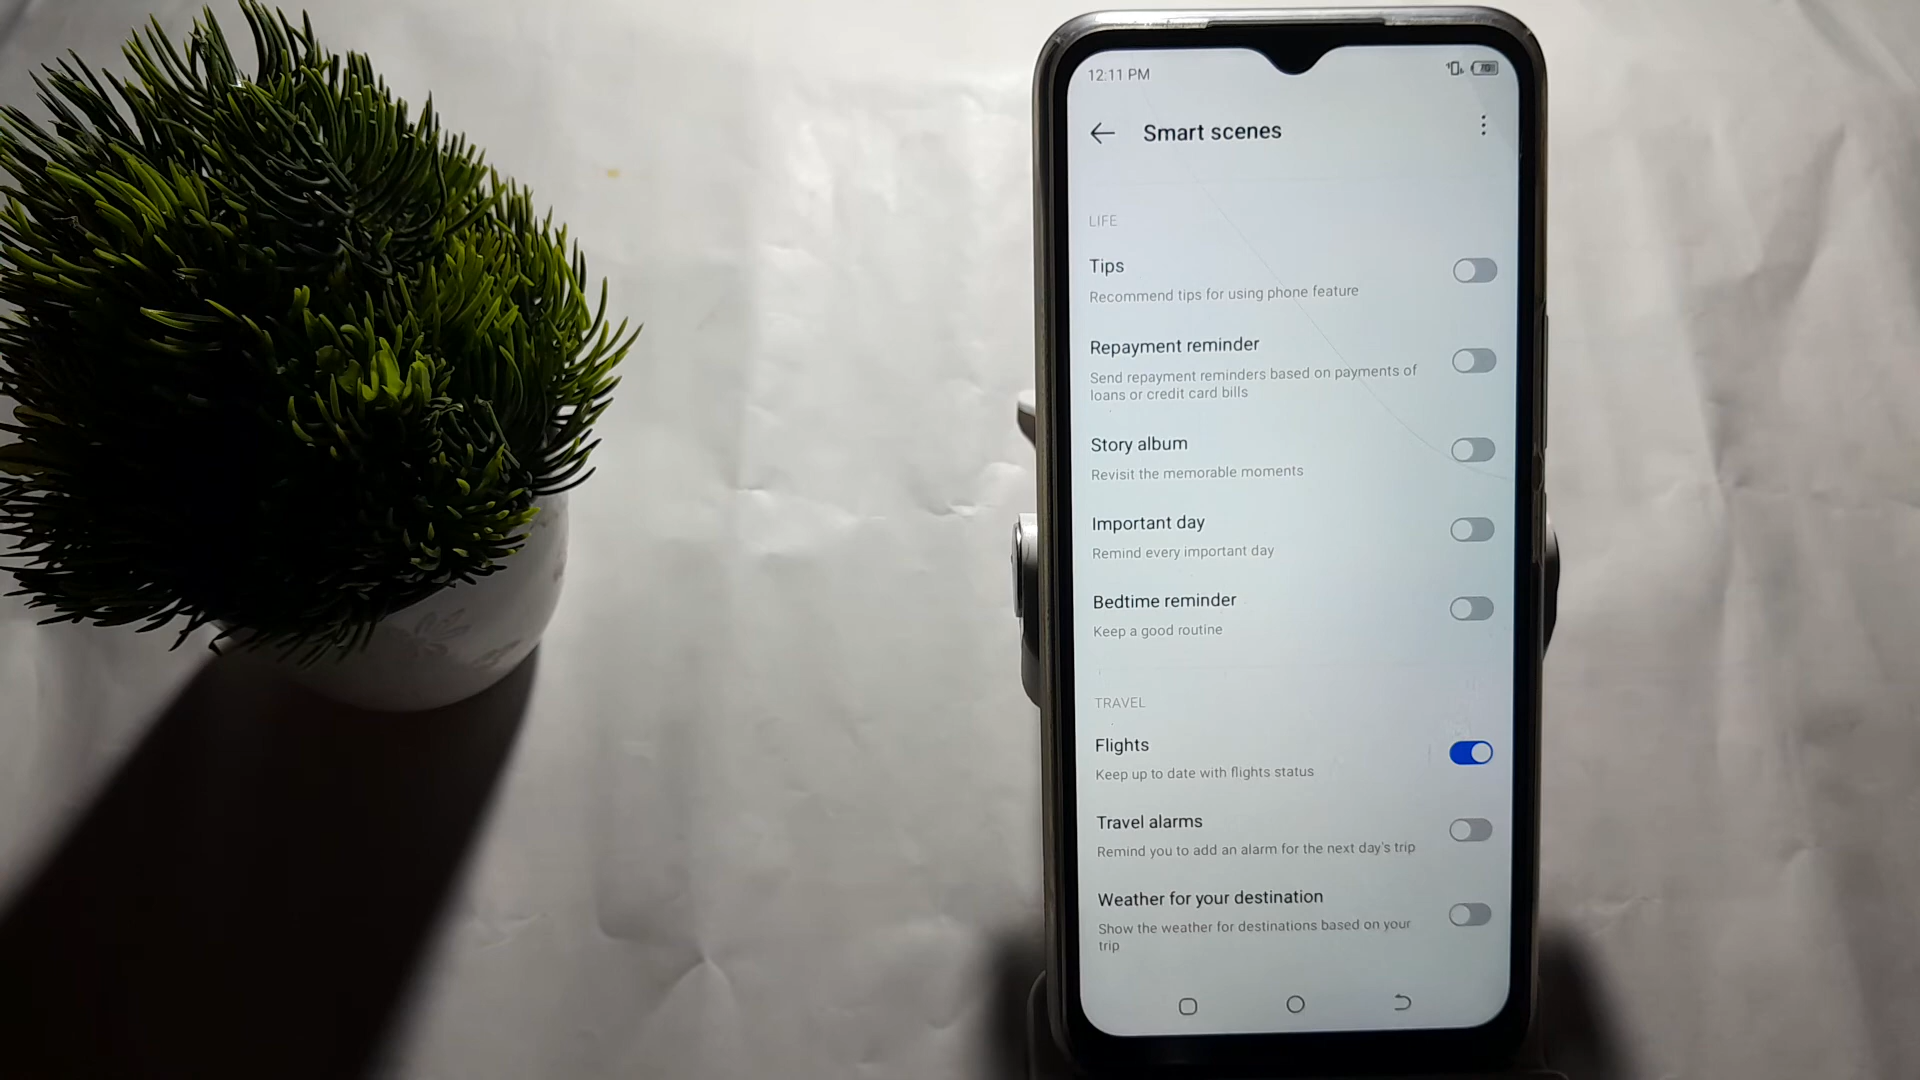 12:11 PM
Smart scenes
LIFE
Tips
Recommend tips for using phone feature
Repayment reminder
Send repayment reminders based on payments of
loans or credit card bills
Story album
Revisit the memorable moments
Important day
Remind every important day
Bedtime reminder
Keep a good routine
TRAVEL
Flights
Keep up to date with flights status
Travel alarms
Remind you to add an alarm for the next day's trip
Weather for your destination
Show the weather for destinations based on your
trip